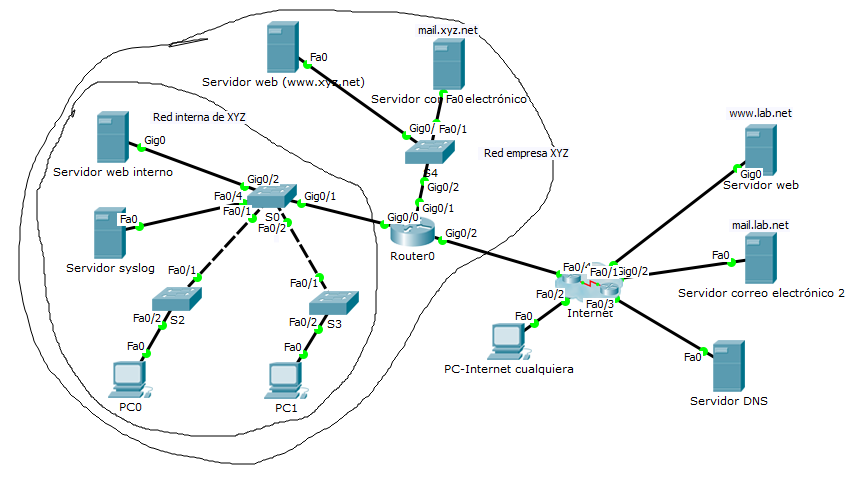 mail.xyz.net
Fa0
Servidor web (www.xyz.net)
Servidor co
Fa0
electrónico
Gig0/
Fa0/1
S4
Gig0/2
Gig0/1
Red empresa XYZ
Red interna de XYZ
Gig0
Servidor web interno
Gig0/2
Fa0/4
Fa0/1
S0
Fa0/2
Gig0/1
Gig0/0
Gig0/2
Router0
Fa0
Servidor syslog
Fa0/1
Fa0/2
S2
Fa0
PC0
Fa0/1
Fa0/2
S3
Fa0
PC1
www.lab.net
Gig0
Servidor web
mail.lab.net
Fa0
Servidor correo electrónico 2
Fa0/4
Fa0/1
Gig0/2
Fa0/2
Fa0/3
Internet
Fa0
PC-Internet cualquiera
Fa0
Servidor DNS